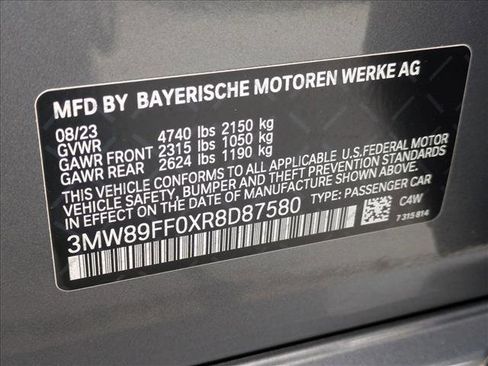 MFD BY BAYERISCHE MOTOREN WERKE AG
08/23
GVWR 4740 lbs 2150 kg
GAWR FRONT 2315 lbs 1050 kg
GAWR REAR 2624 lbs 1190 kg
THIS VEHICLE CONFORMS TO ALL APPLICABLE U.S.FEDERAL MOTOR
VEHICLE SAFETY, BUMPER AND THEFT PREVENTION STANDARDS
IN EFFECT ON THE DATE OF MANUFACTURE SHOWN ABOVE.
3MW89FF0XR8D87580 TYPE: PASSENGER CAR
C4W
7 315 814